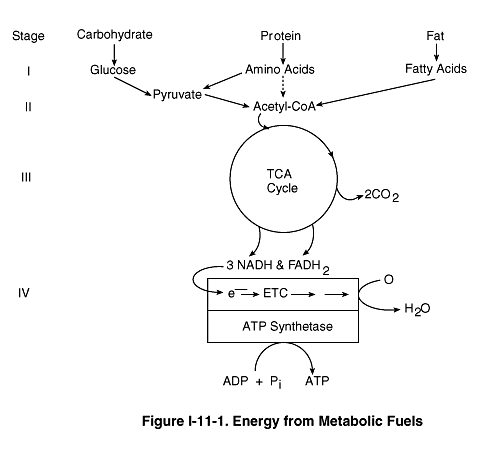 Stage Carbohydrate Protein Fat
I Glucose Amino Acids Fatty Acids
Pyruvate
II Acetyl-CoA
III TCA
Cycle
2CO2
3 NADH & FADH2
IV e— ETC O
H2O
ATP Synthetase
ADP + Pi ATP
Figure I-11-1. Energy from Metabolic Fuels